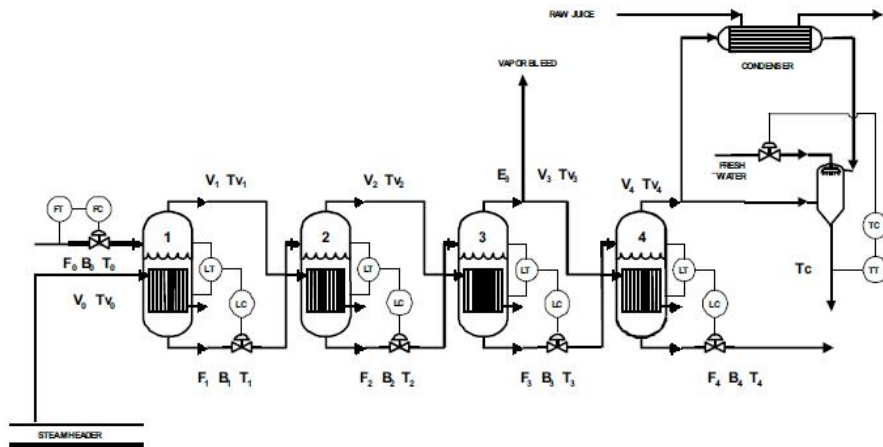 RAW JUICE
CONDENSER
VAPOR BLEED
FRESH
WATER
V₁ Tv₁
V₂ Tv₂
E₃
V₃ Tv₃
V₄ Tv₄
FT
FC
1
2
3
4
LT
LT
LT
LT
TC
F₀ B₀ T₀
V₀ Tv₀
LC
LC
LC
LC
Tc
TT
F₁ B₁ T₁
F₂ B₂ T₂
F₃ B₃ T₃
F₄ B₄ T₄
STEAM HEADER